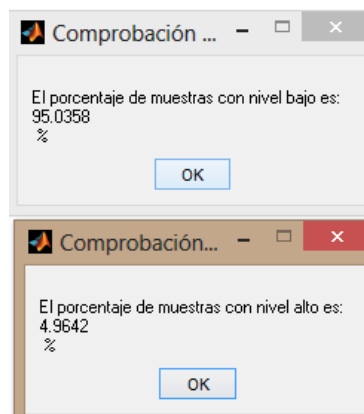 Comprobación ...
El porcentaje de muestras con nivel bajo es:
95.0358
%
OK
Comprobación...
El porcentaje de muestras con nivel alto es:
4.9642
%
OK